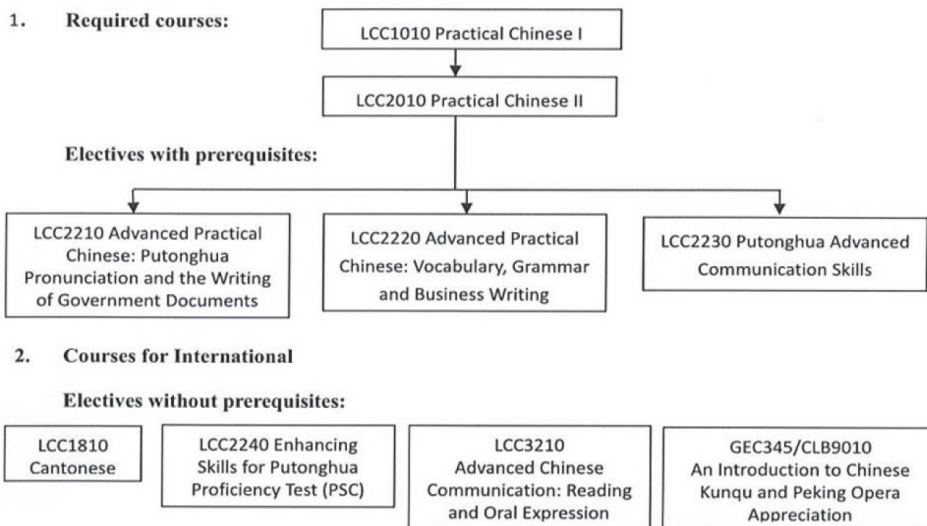 1. Required courses:
LCC1010 Practical Chinese I
LCC2010 Practical Chinese II
Electives with prerequisites:
LCC2210 Advanced Practical
Chinese: Putonghua
Pronunciation and the Writing
of Government Documents
LCC2220 Advanced Practical
Chinese: Vocabulary, Grammar
and Business Writing
LCC2230 Putonghua Advanced
Communication Skills
2. Courses for International
Electives without prerequisites:
LCC1810
Cantonese
LCC2240 Enhancing
Skills for Putonghua
Proficiency Test (PSC)
LCC3210
Advanced Chinese
Communication: Reading
and Oral Expression
GEC345/CLB9010
An Introduction to Chinese
Kunqu and Peking Opera
Appreciation